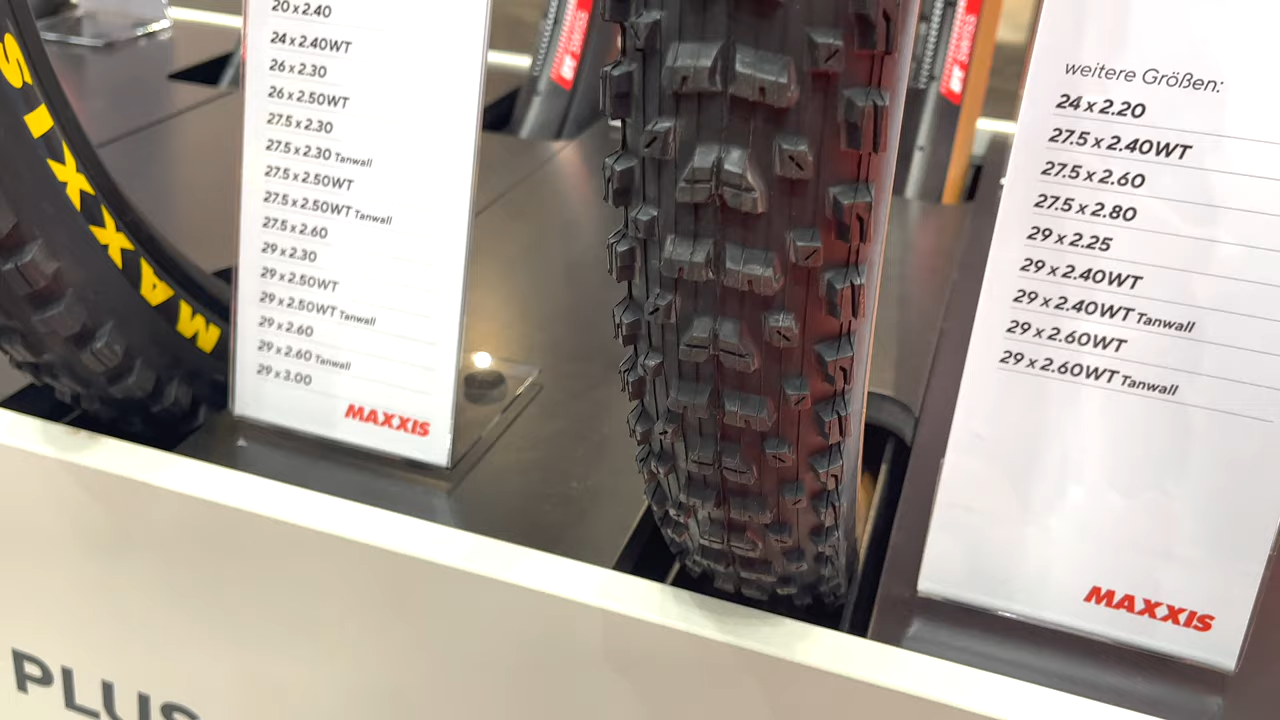 MAXXIS
20 x 2.40
24 x 2.40WT
26 x 2.30
26 x 2.50WT
27.5 x 2.30
27.5 x 2.30 Tanwall
27.5 x 2.50WT
27.5 x 2.50WT Tanwall
27.5 x 2.60
29 x 2.30
29 x 2.50WT
29 x 2.50WT Tanwall
29 x 2.60
29 x 2.60 Tanwall
29 x 3.00
MAXXIS
weitere Größen:
24 x 2.20
27.5 x 2.40WT
27.5 x 2.60
27.5 x 2.80
29 x 2.25
29 x 2.40WT
29 x 2.40WT Tanwall
29 x 2.60WT
29 x 2.60WT Tanwall
MAXXIS
PLUS